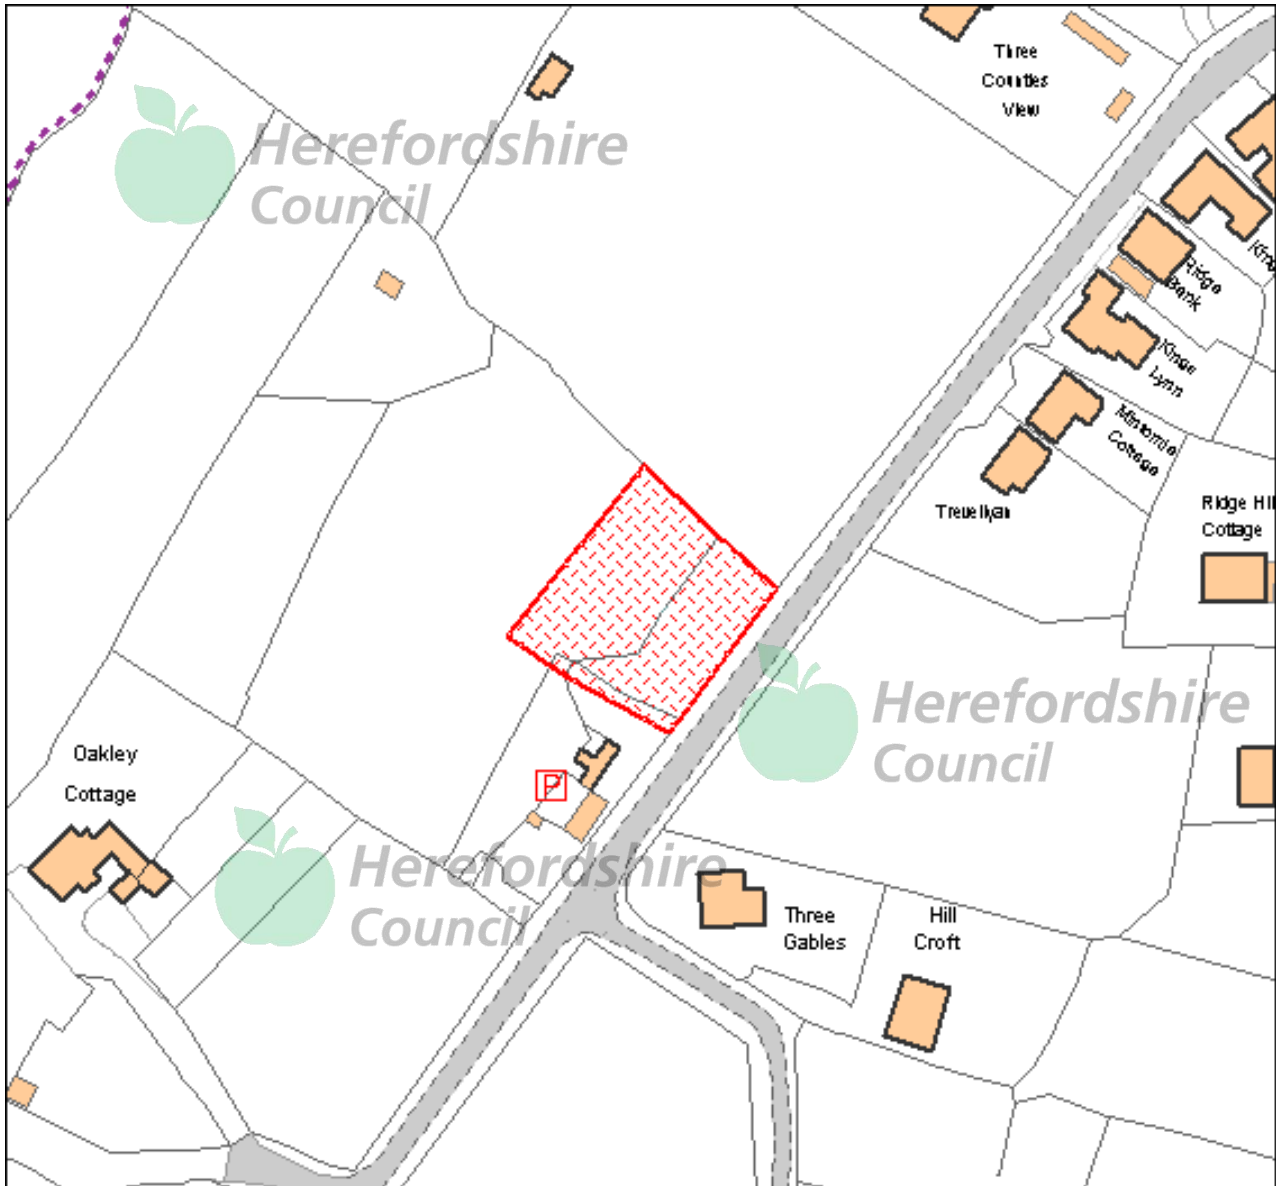 Three
Counties
View
Herefordshire
Council
Ridge
Bank
Kings
Lynn
Cottage
Trevellyan
Ridge Hill
Cottage
Herefordshire
Council
Oakley
Cottage
P
Herefordshire
Council
Three
Gables
Hill
Croft